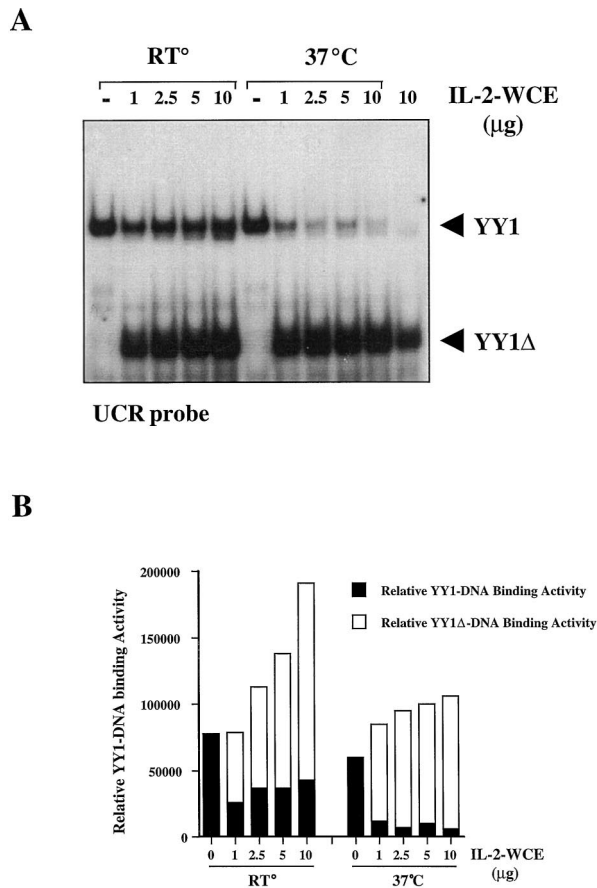 A
RT° 37°C
- 1 2.5 5 10 - 1 2.5 5 10 10 IL-2-WCE
(μg)
YY1
YY1Δ
UCR probe
B
Relative YY1-DNA binding Activity
200000
150000
100000
50000
0
Relative YY1-DNA Binding Activity
Relative YY1Δ-DNA Binding Activity
0 1 2.5 5 10 0 1 2.5 5 10 IL-2-WCE
RT° 37°C (μg)